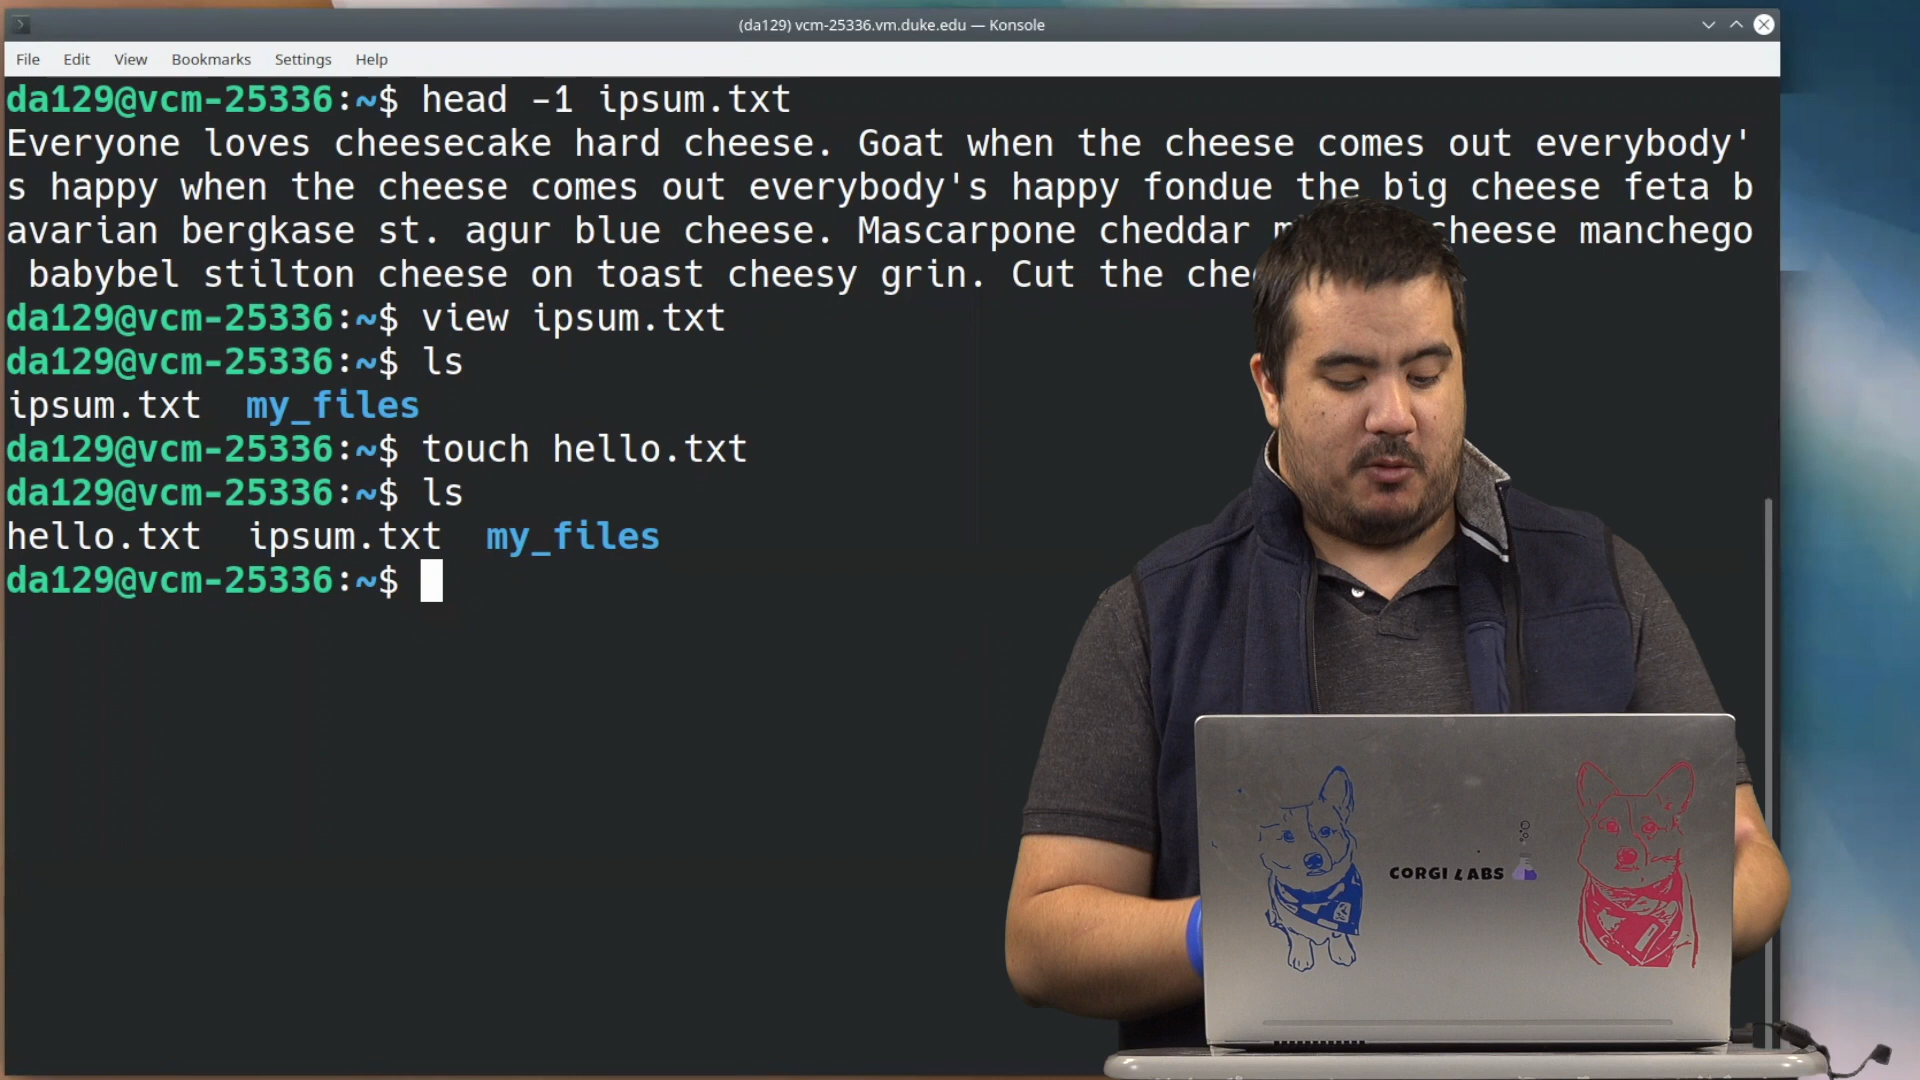 (da129) vcm-25336.vm.duke.edu — Konsole
File Edit View Bookmarks Settings Help
da129@vcm-25336:~$ head -1 ipsum.txt
Everyone loves cheesecake hard cheese. Goat when the cheese comes out everybody'
s happy when the cheese comes out everybody's happy fondue the big cheese feta b
avarian bergkase st. agur blue cheese. Mascarpone cheddar cheese manchego
babybel stilton cheese on toast cheesy grin. Cut the
da129@vcm-25336:~$ view ipsum.txt
da129@vcm-25336:~$ ls
ipsum.txt my_files
da129@vcm-25336:~$ touch hello.txt
da129@vcm-25336:~$ ls
hello.txt ipsum.txt my_files
da129@vcm-25336:~$
CORGI LABS